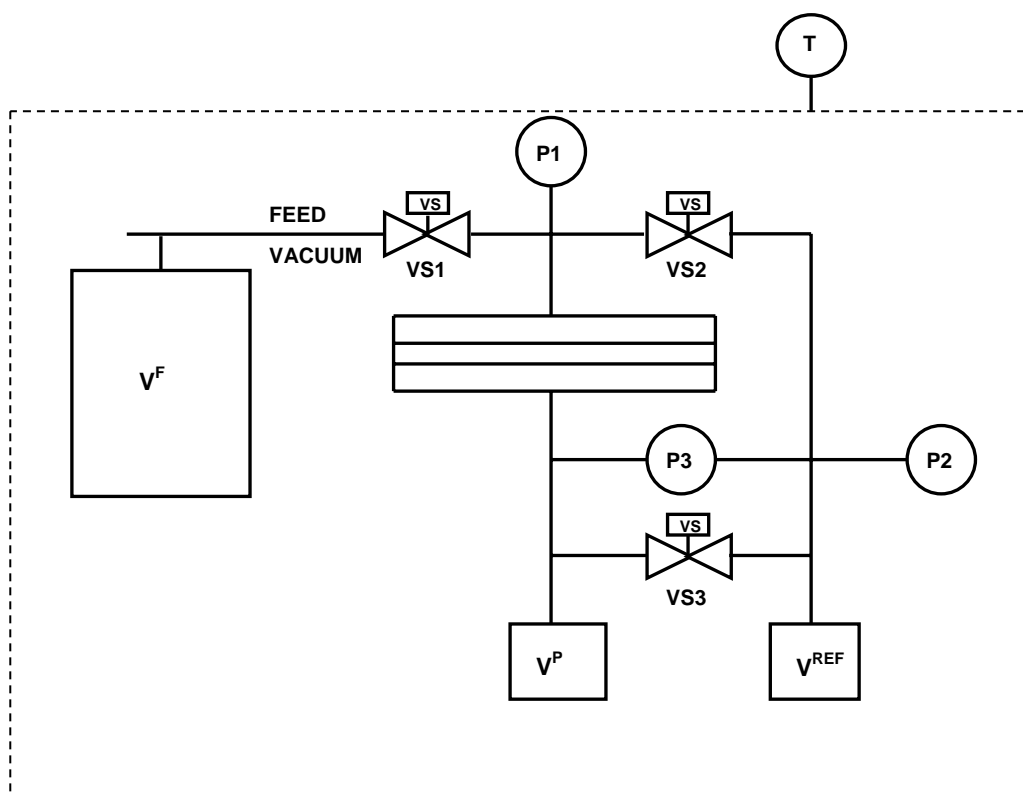 T
P1
VS
VS
FEED
VACUUM
VS1
VS2
V^F
P3
P2
VS
VS3
V^P
V^REF